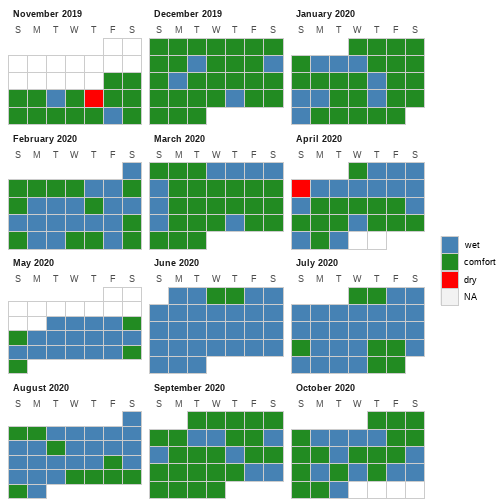 November 2019
S M T W T F S
December 2019
S M T W T F S
January 2020
S M T W T F S
February 2020
S M T W T F S
March 2020
S M T W T F S
April 2020
S M T W T F S
May 2020
S M T W T F S
June 2020
S M T W T F S
July 2020
S M T W T F S
August 2020
S M T W T F S
September 2020
S M T W T F S
October 2020
S M T W T F S
wet
comfort
dry
NA